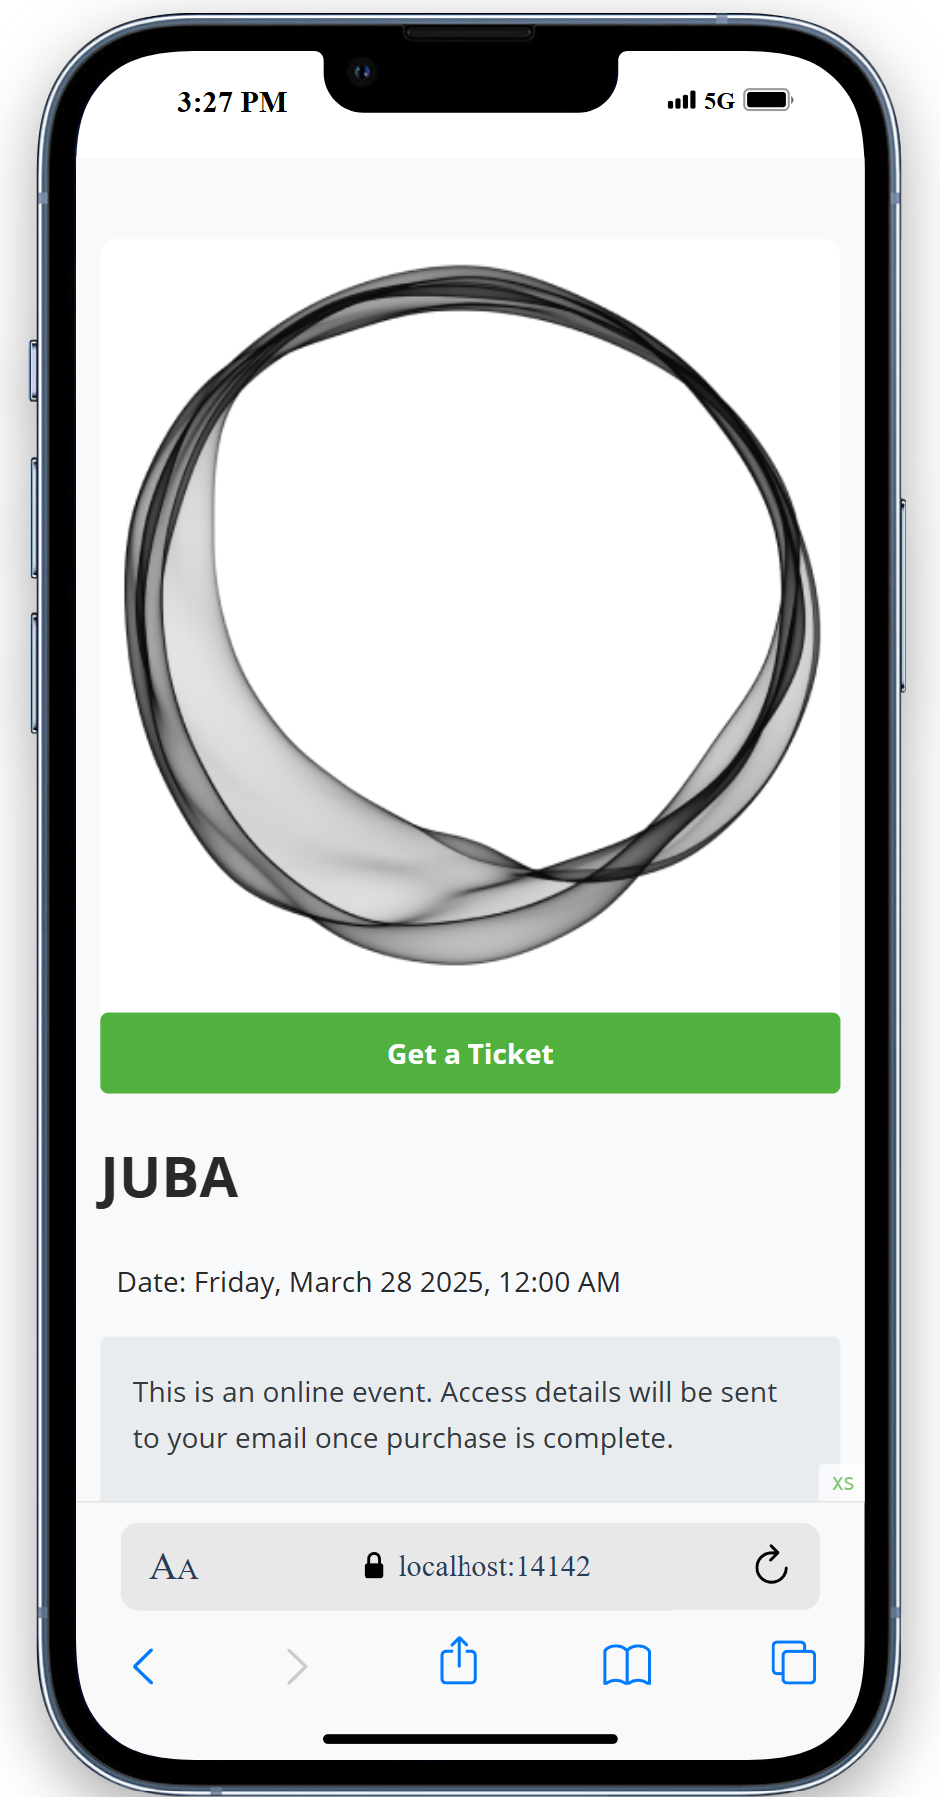 3:27 PM
5G
Get a Ticket
JUBA
Date: Friday, March 28 2025, 12:00 AM
This is an online event. Access details will be sent
to your email once purchase is complete.
XS
AA
localhost:14142